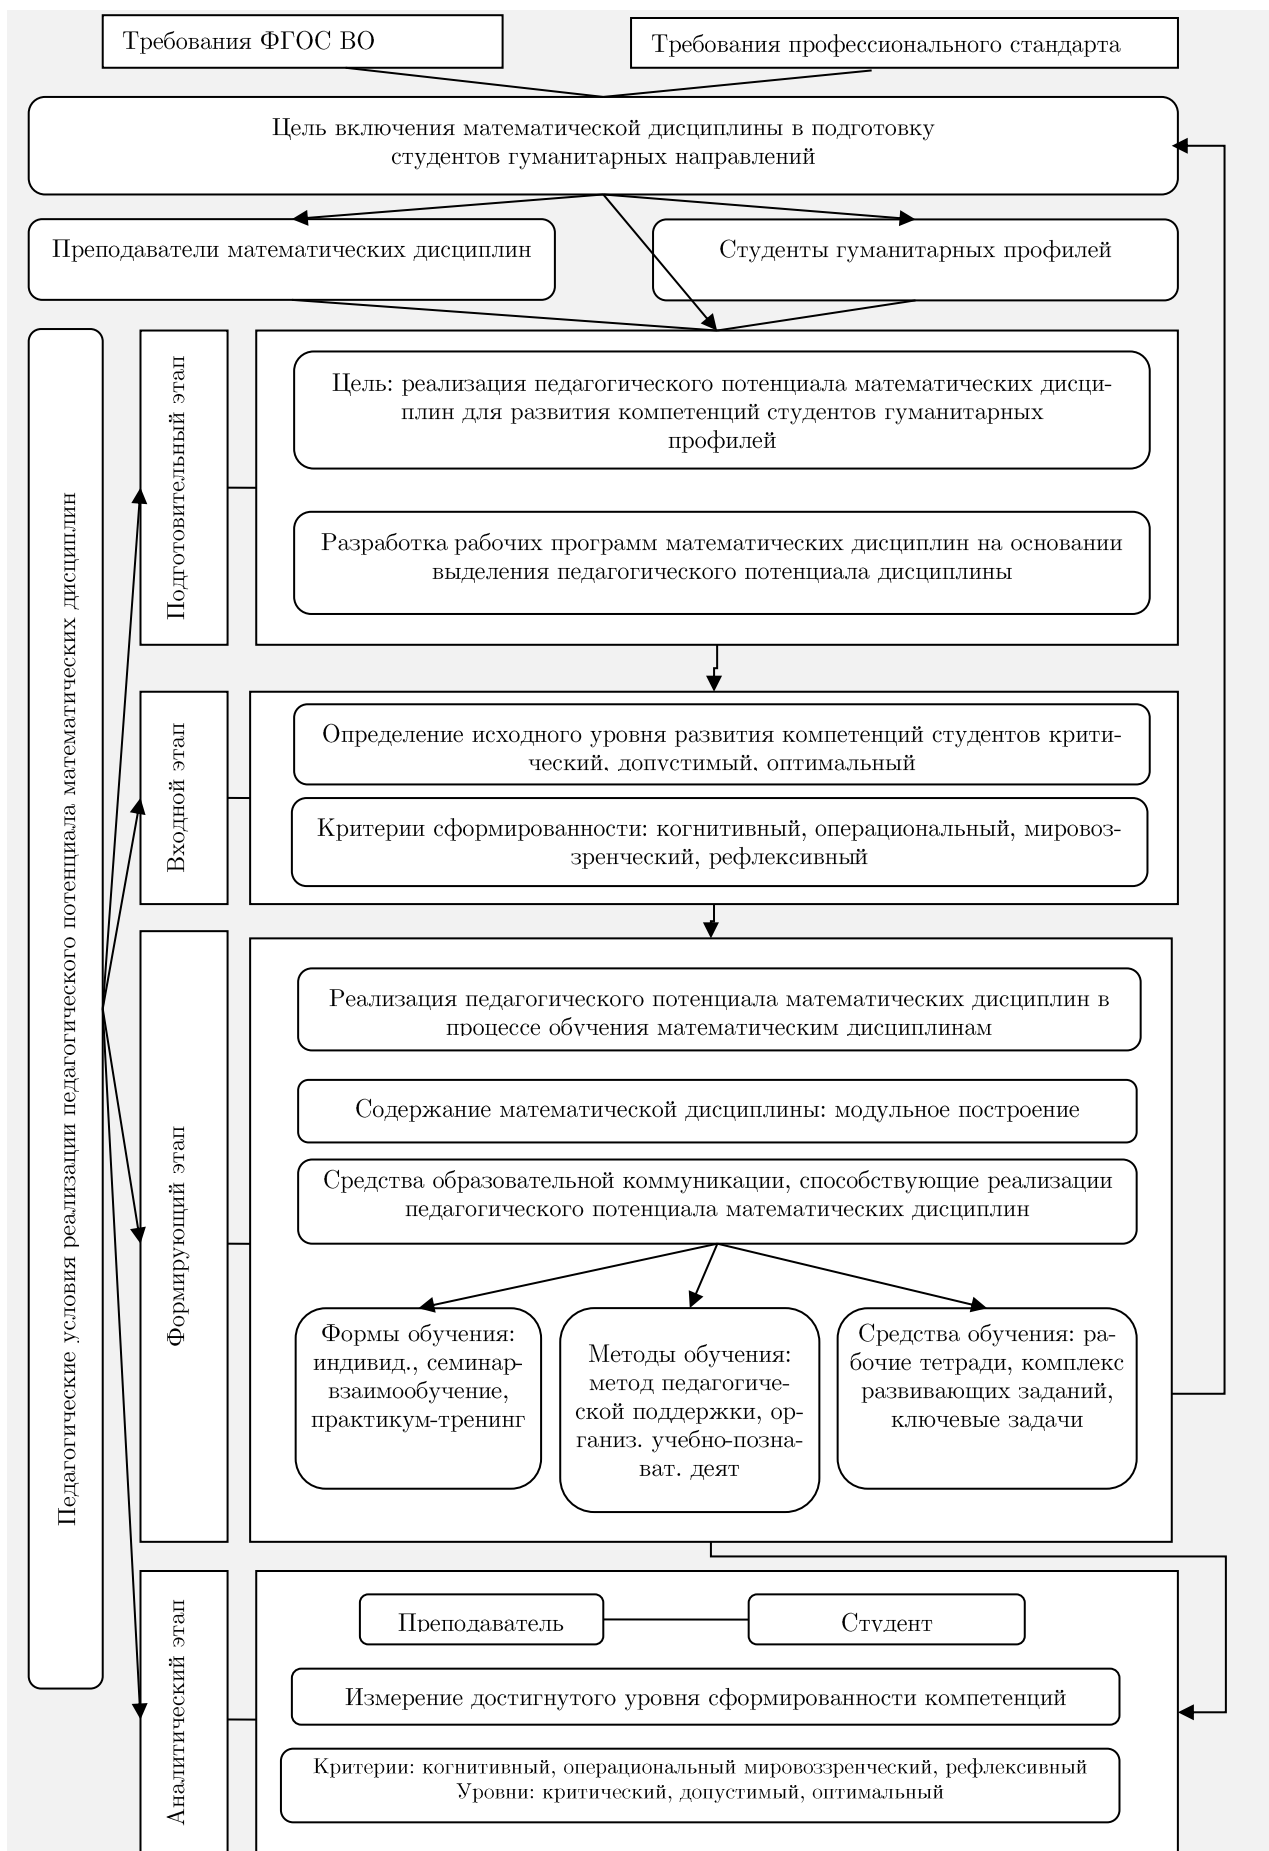 Требования ФГОС ВО
Требования профессионального стандарта
Цель включения математической дисциплины в подготовку
студентов гуманитарных направлений
Преподаватели математических дисциплин
Студенты гуманитарных профилей
Педагогические условия реализации педагогического потенциала математических дисциплин
Подготовительный этап
Цель: реализация педагогического потенциала математических дисци-
плин для развития компетенций студентов гуманитарных
профилей
Разработка рабочих программ математических дисциплин на основании
выделения педагогического потенциала дисциплины
Входной этап
Определение исходного уровня развития компетенций студентов крити-
ческий, допустимый, оптимальный
Критерии сформированности: когнитивный, операциональный, мировоз-
зренческий, рефлексивный
Формирующий этап
Реализация педагогического потенциала математических дисциплин в
процессе обучения математическим дисциплинам
Содержание математической дисциплины: модульное построение
Средства образовательной коммуникации, способствующие реализации
педагогического потенциала математических дисциплин
Формы обучения:
индивид., семинар-
взаимообучение,
практикум-тренинг
Методы обучения:
метод педагогиче-
ской поддержки, ор-
ганиз. учебно-позна-
ват. деят
Средства обучения: ра-
бочие тетради, комплекс
развивающих заданий,
ключевые задачи
Аналитический этап
Преподаватель
Студент
Измерение достигнутого уровня сформированности компетенций
Критерии: когнитивный, операциональный мировоззренческий, рефлексивный
Уровни: критический, допустимый, оптимальный